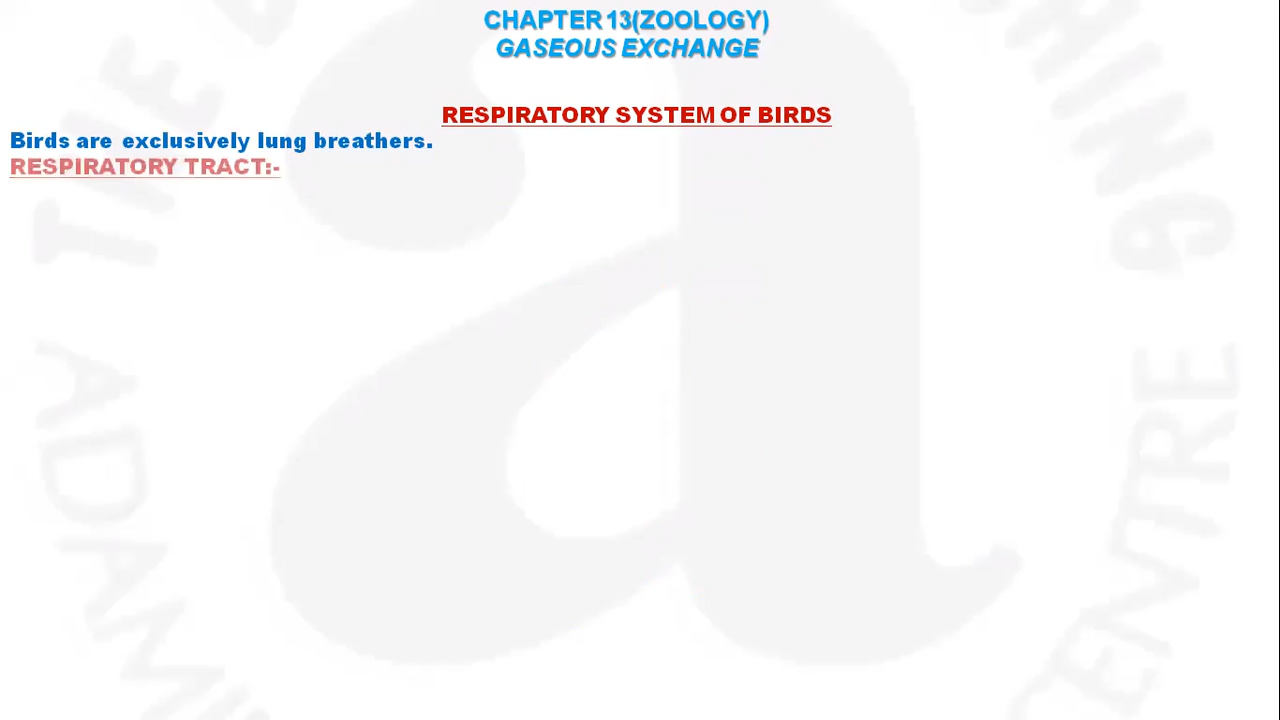 CHAPTER 13(ZOOLOGY)
GASEOUS EXCHANGE
RESPIRATORY SYSTEM OF BIRDS
Birds are exclusively lung breathers.
RESPIRATORY TRACT:-